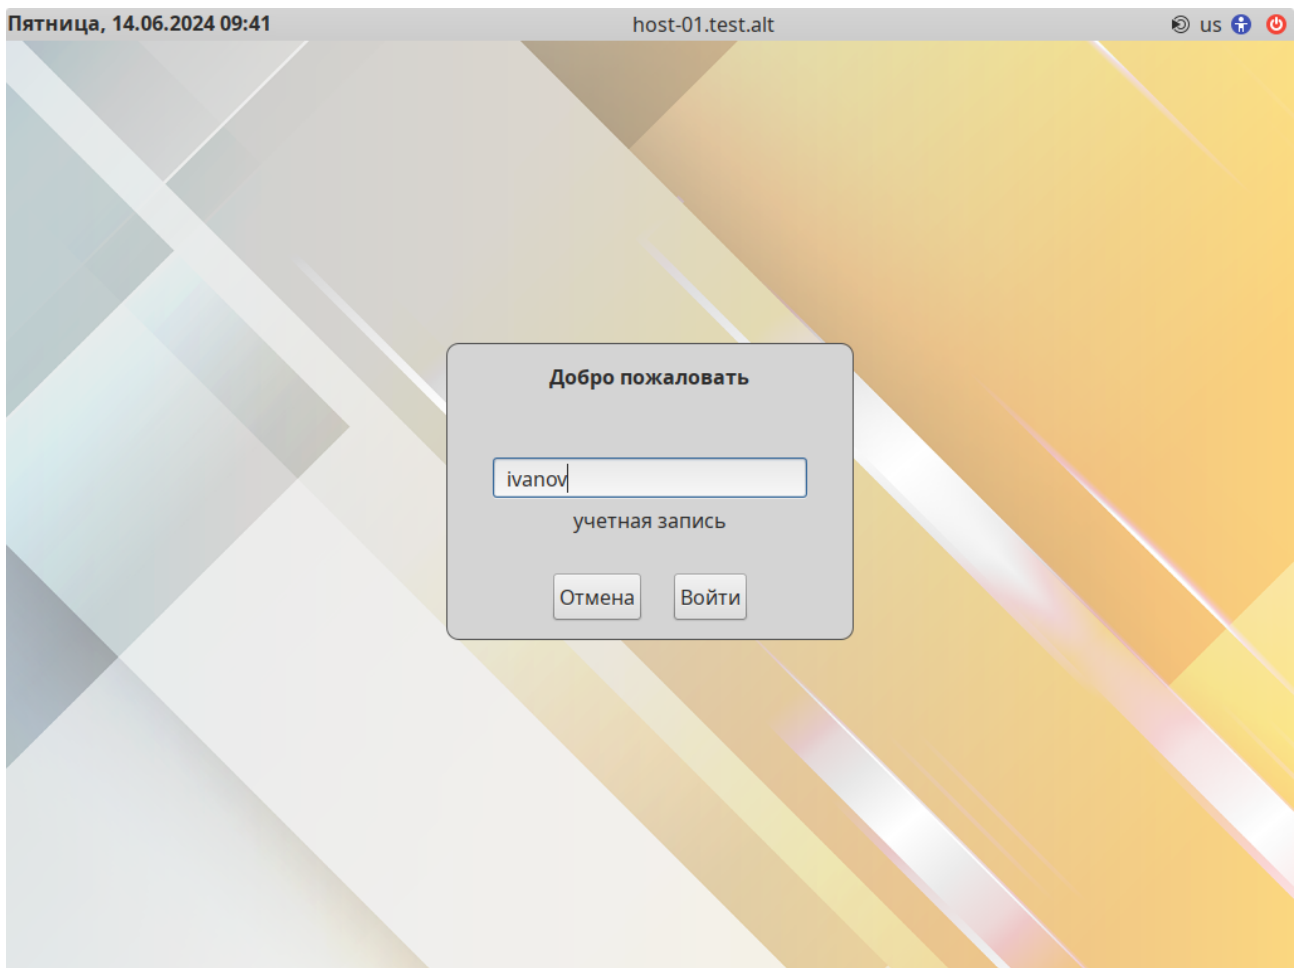 Пятница, 14.06.2024 09:41 host-01.test.alt us
Добро пожаловать
ivanov
учетная запись
Отмена Войти